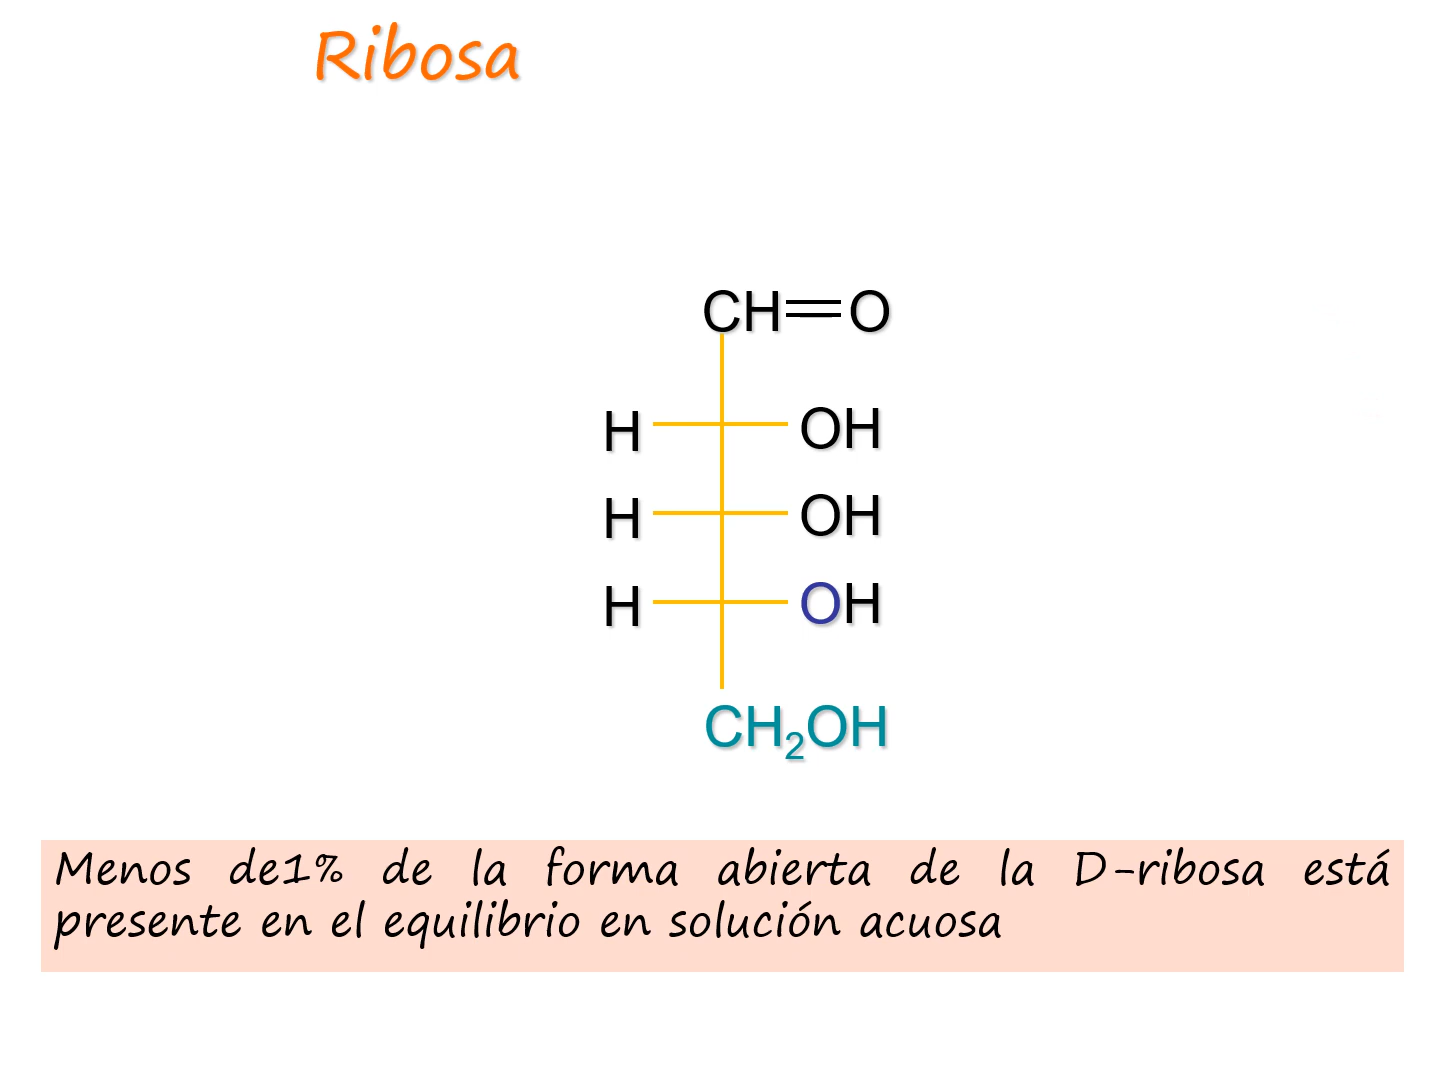 Ribosa
CH=O
H OH
H OH
H OH
CH₂OH
Menos de1% de la forma abierta de la D-ribosa está
presente en el equilibrio en solución acuosa